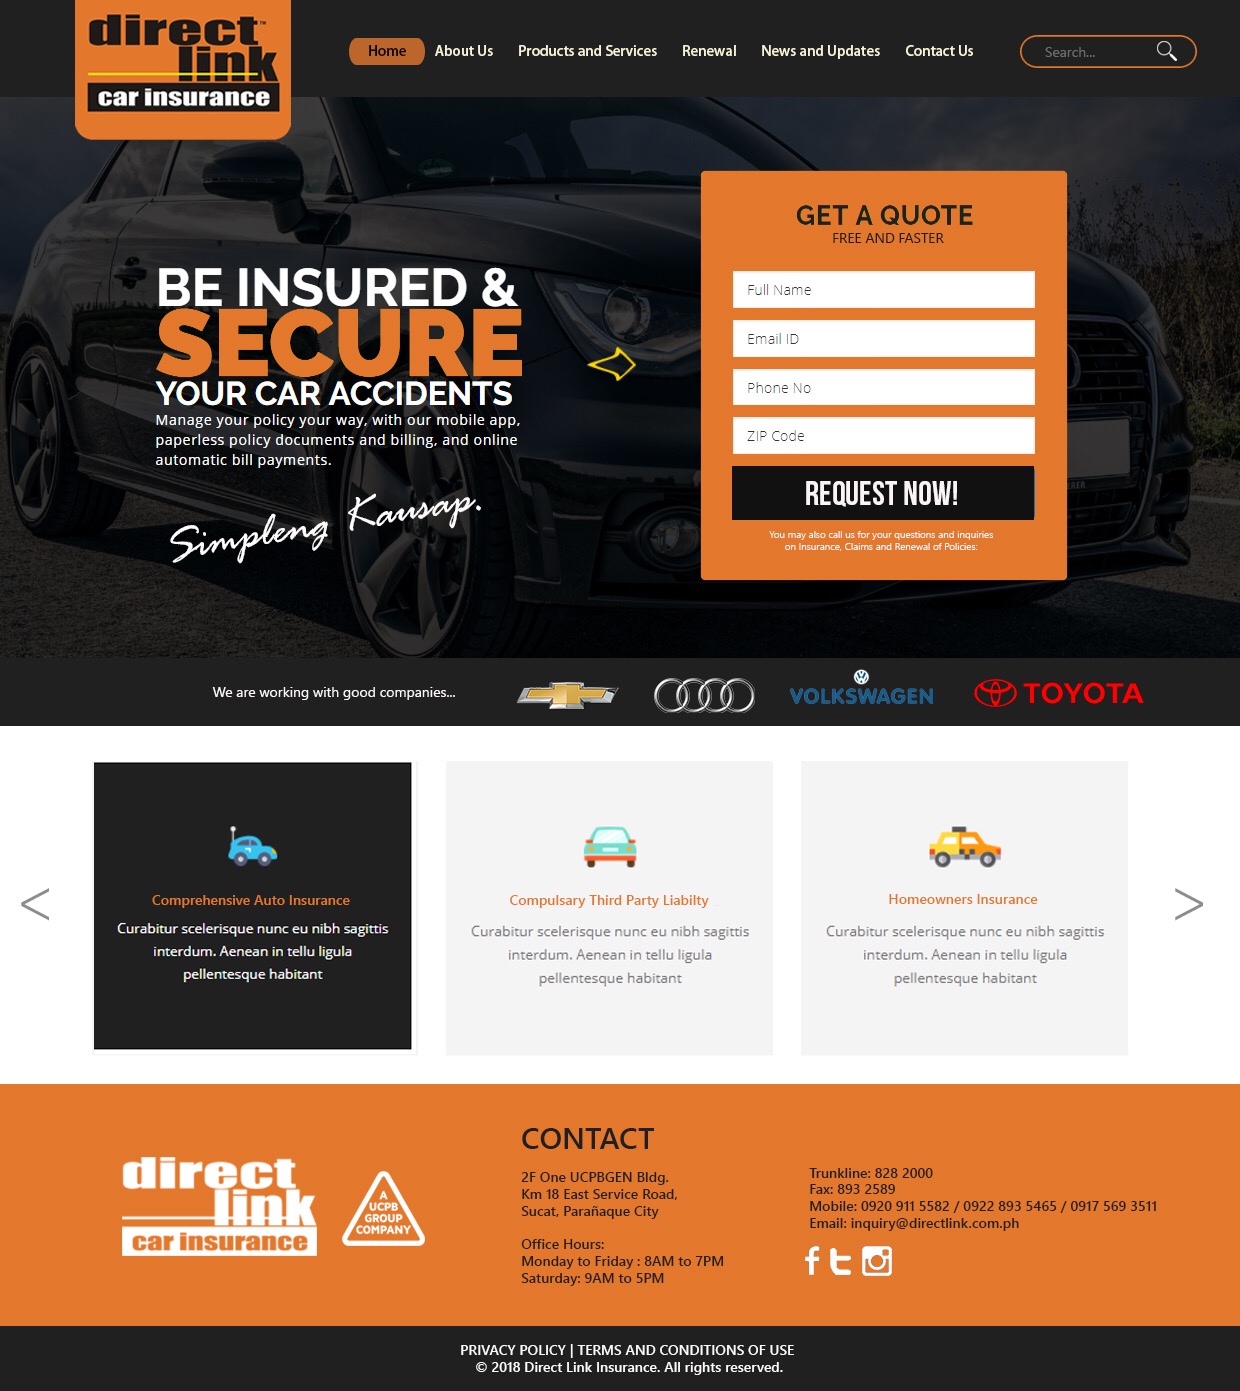 direct™
link
car insurance
Home About Us Products and Services Renewal News and Updates Contact Us Search...
GET A QUOTE
FREE AND FASTER
Full Name
Email ID
Phone No
ZIP Code
REQUEST NOW!
You may also call us for your questions and inquiries
on Insurance, Claims and Renewal of Policies:
BE INSURED &
SECURE
YOUR CAR ACCIDENTS
Manage your policy your way, with our mobile app,
paperless policy documents and billing, and online
automatic bill payments.
Simpleng Kausap.
We are working with good companies...
VOLKSWAGEN
TOYOTA
Comprehensive Auto Insurance
Curabitur scelerisque nunc eu nibh sagittis
interdum. Aenean in tellu ligula
pellentesque habitant
Compulsary Third Party Liabilty
Curabitur scelerisque nunc eu nibh sagittis
interdum. Aenean in tellu ligula
pellentesque habitant
Homeowners Insurance
Curabitur scelerisque nunc eu nibh sagittis
interdum. Aenean in tellu ligula
pellentesque habitant
direct
link
car insurance
A
UCPB
GROUP
COMPANY
CONTACT
2F One UCPBGEN Bldg.
Km 18 East Service Road,
Sucat, Parañaque City
Office Hours:
Monday to Friday : 8AM to 7PM
Saturday: 9AM to 5PM
Trunkline: 828 2000
Fax: 893 2589
Mobile: 0920 911 5582 / 0922 893 5465 / 0917 569 3511
Email: inquiry@directlink.com.ph
PRIVACY POLICY | TERMS AND CONDITIONS OF USE
© 2018 Direct Link Insurance. All rights reserved.